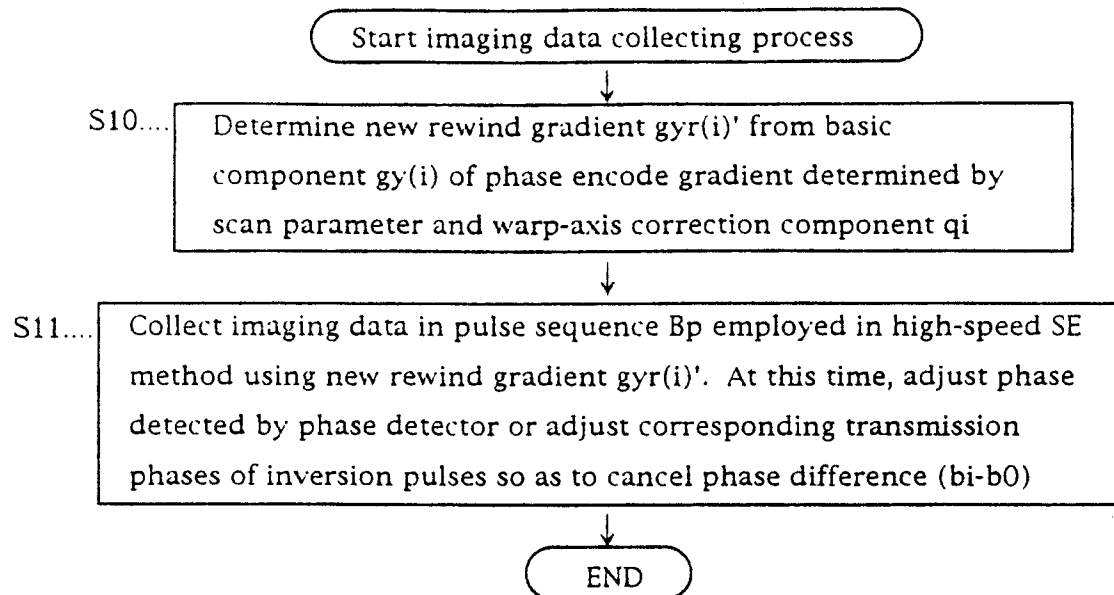 Start imaging data collecting process
S10....
Determine new rewind gradient gyr(i)' from basic
component gy(i) of phase encode gradient determined by
scan parameter and warp-axis correction component qi
S11....
Collect imaging data in pulse sequence Bp employed in high-speed SE
method using new rewind gradient gyr(i)'. At this time, adjust phase
detected by phase detector or adjust corresponding transmission
phases of inversion pulses so as to cancel phase difference (bi-b0)
END